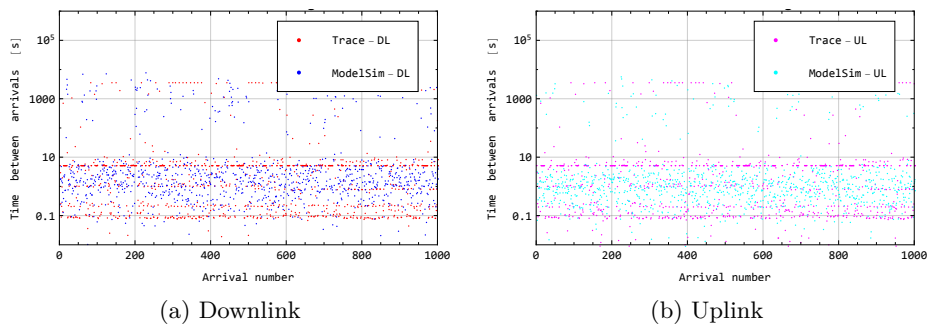 Trace – DL
ModelSim – DL
Time between arrivals [s]
10^5
1000
10
0.1
0 200 400 600 800 1000
Arrival number
(a) Downlink
Trace – UL
ModelSim – UL
Time between arrivals [s]
10^5
1000
10
0.1
0 200 400 600 800 1000
Arrival number
(b) Uplink